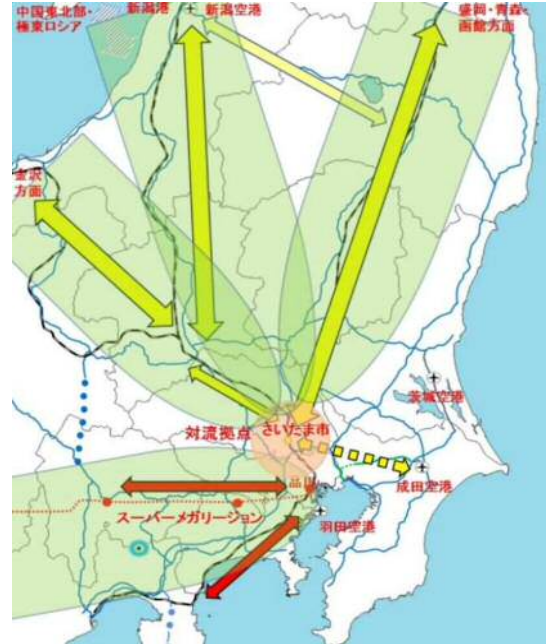 中国東北部・
極東ロシア
新潟港
新潟空港
盛岡・青森・
函館方面
金沢
方面
茨城空港
対流拠点
さいたま市
成田空港
品川
スーパーメガリージョン
羽田空港